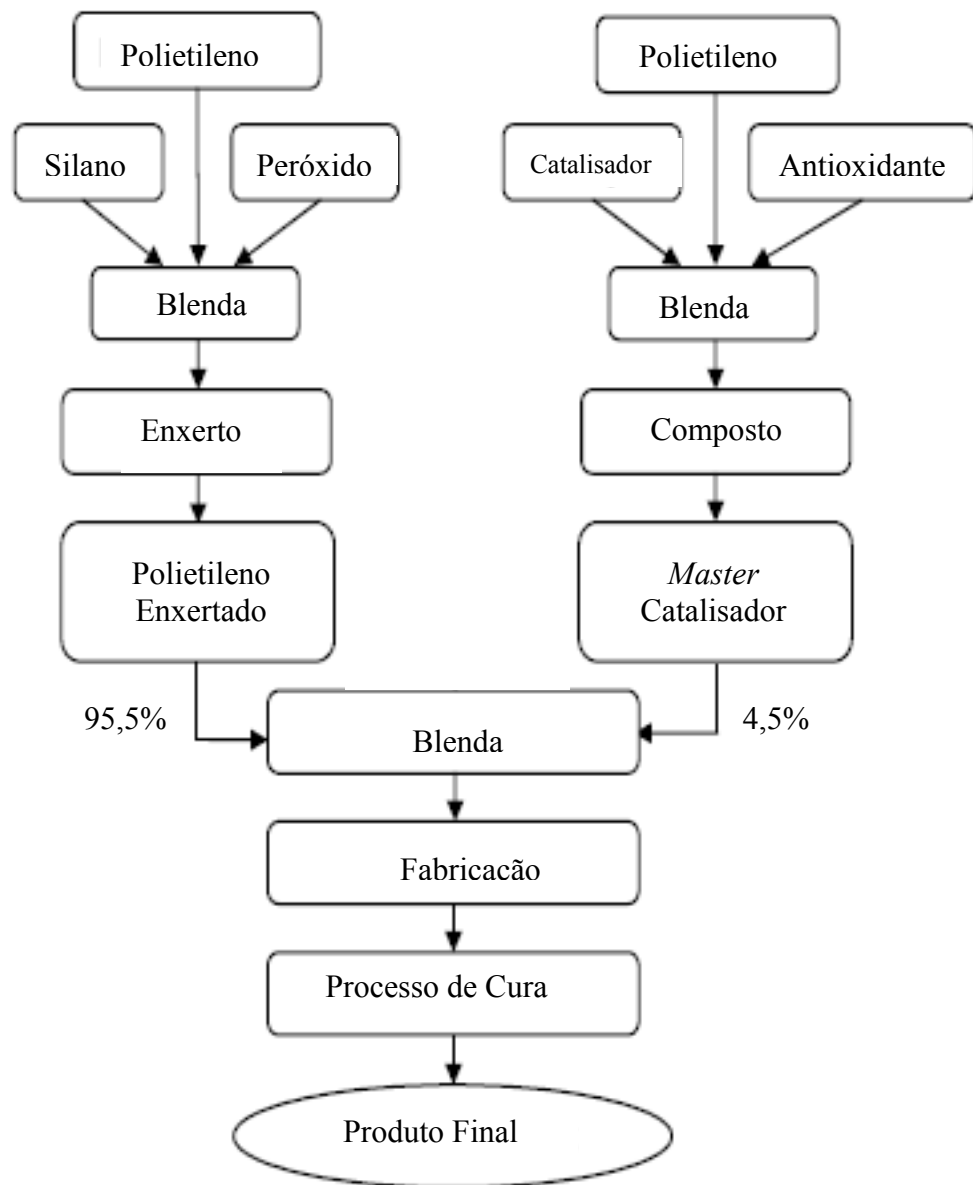 Polietileno
Polietileno
Silano
Peróxido
Catalisador
Antioxidante
Blenda
Blenda
Enxerto
Composto
Polietileno
Enxertado
Master
Catalisador
95,5%
4,5%
Blenda
Fabricacão
Processo de Cura
Produto Final